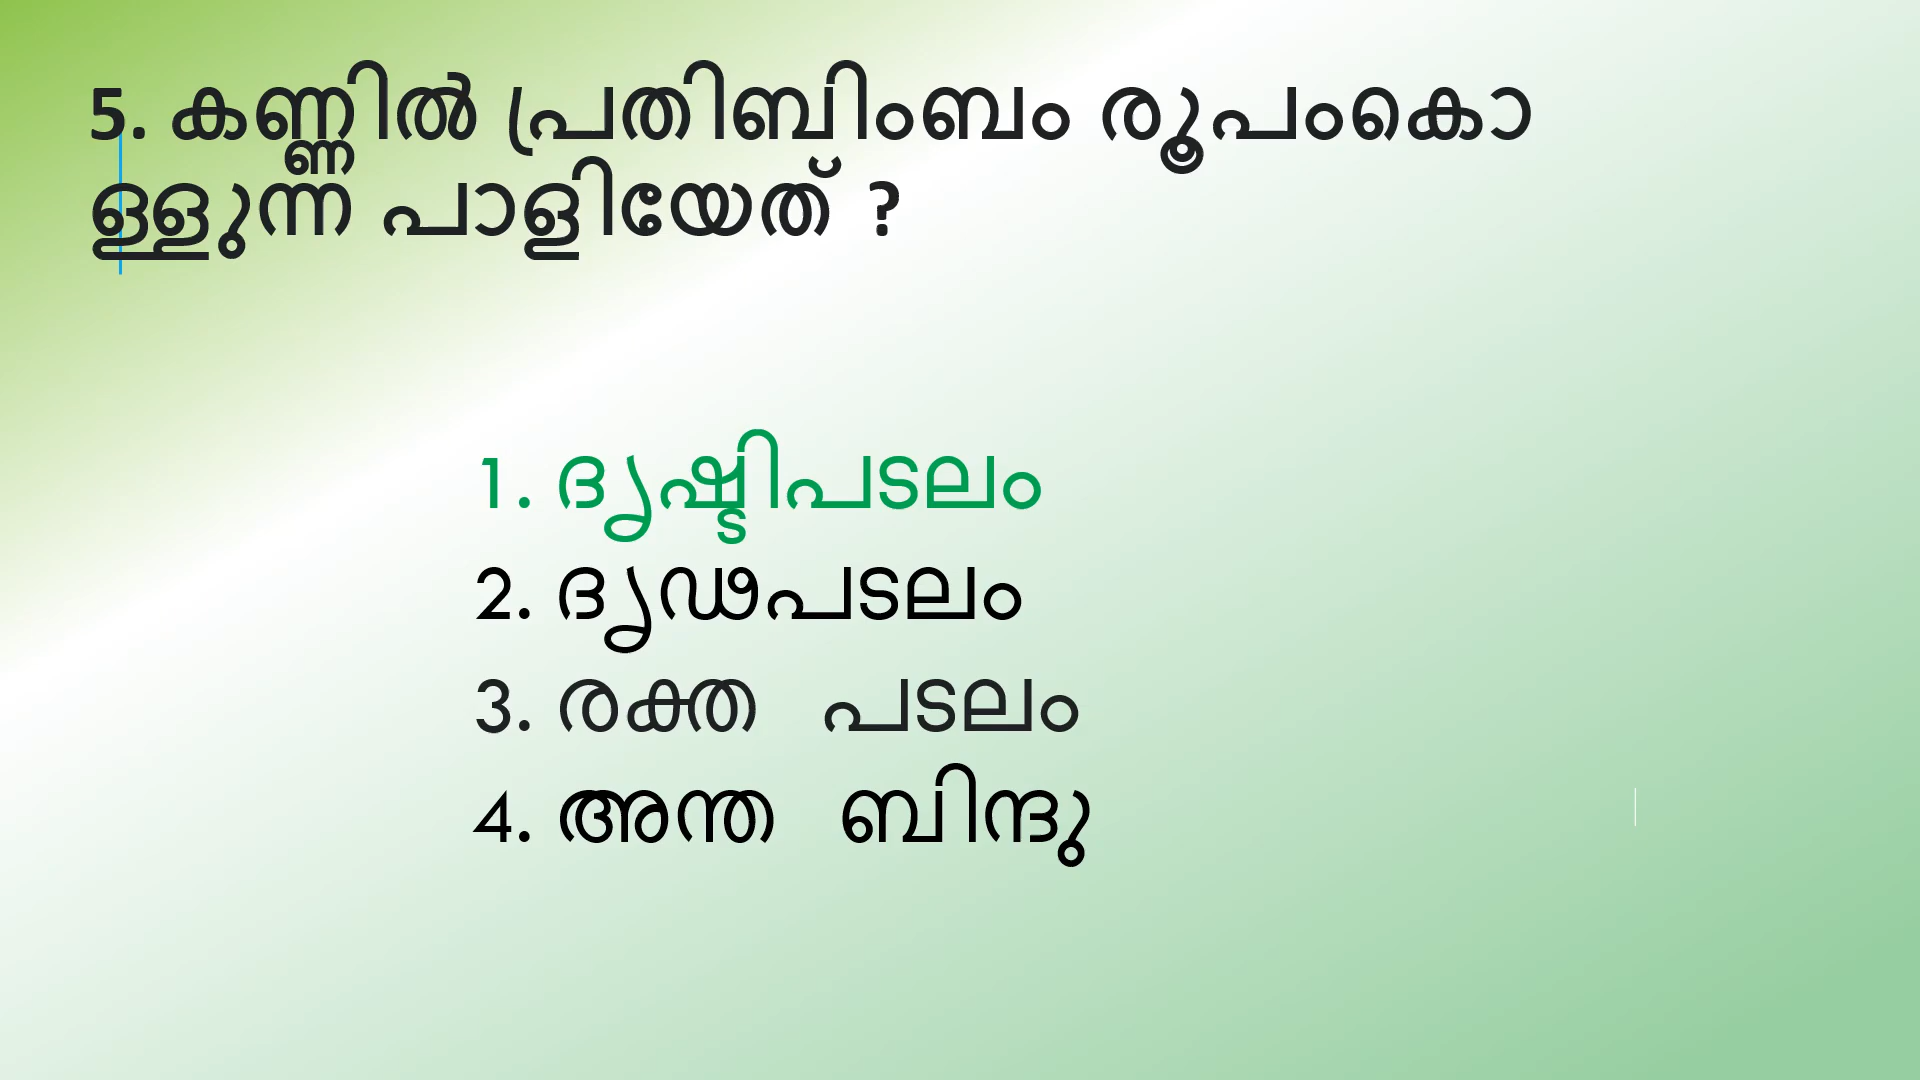 5. കണ്ണിൽ പ്രതിബിംബം രൂപംകൊ
ള്ളുന്ന പാളിയേത് ?
1. ദൃഷ്ടിപടലം
2. ദൃഢപടലം
3. രക്ത പടലം
4. അന്ത ബിന്ദു